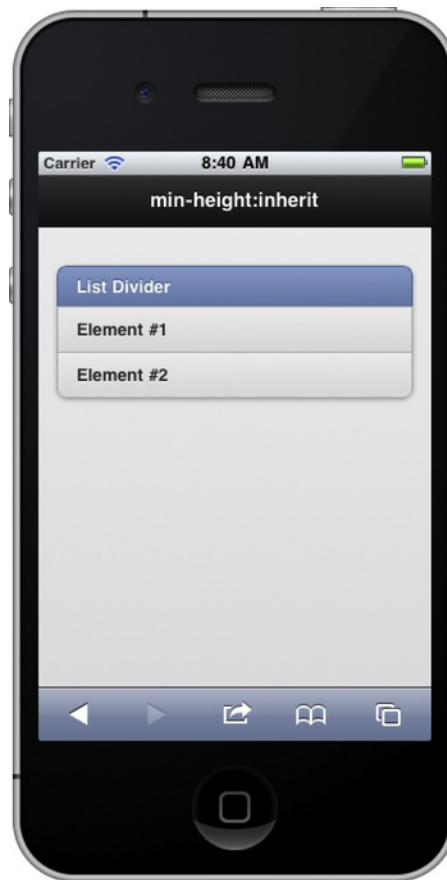 Carrier 8:40 AM
min-height:inherit
List Divider
Element #1
Element #2